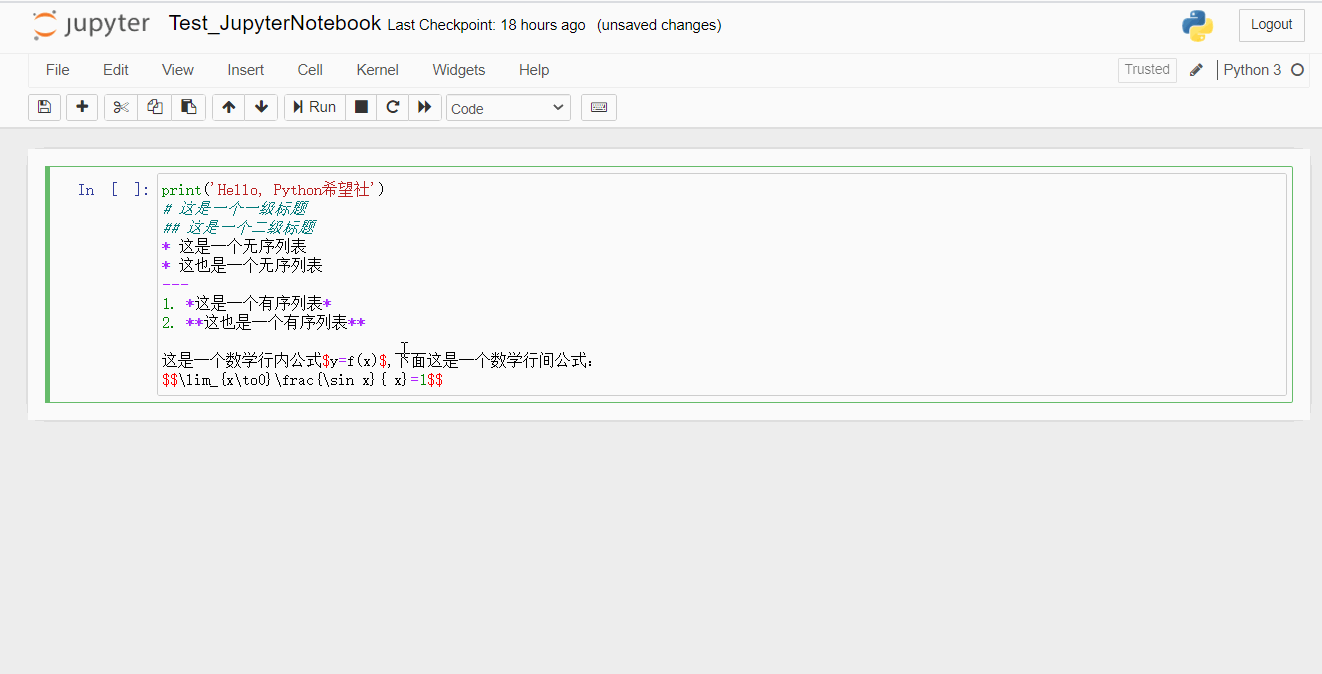 jupyter Test_JupyterNotebook Last Checkpoint: 18 hours ago (unsaved changes) Logout
File Edit View Insert Cell Kernel Widgets Help Trusted Python 3
Run Code
In [ ]: print('Hello, Python希望社')
# 这是一个一级标题
## 这是一个二级标题
* 这是一个无序列表
* 这也是一个无序列表
---
1. *这是一个有序列表*
2. **这也是一个有序列表**
这是一个数学行内公式$y=f(x)$,下面这是一个数学行间公式:
$$\lim_{x\to0}\frac{\sin x}{ x}=1$$